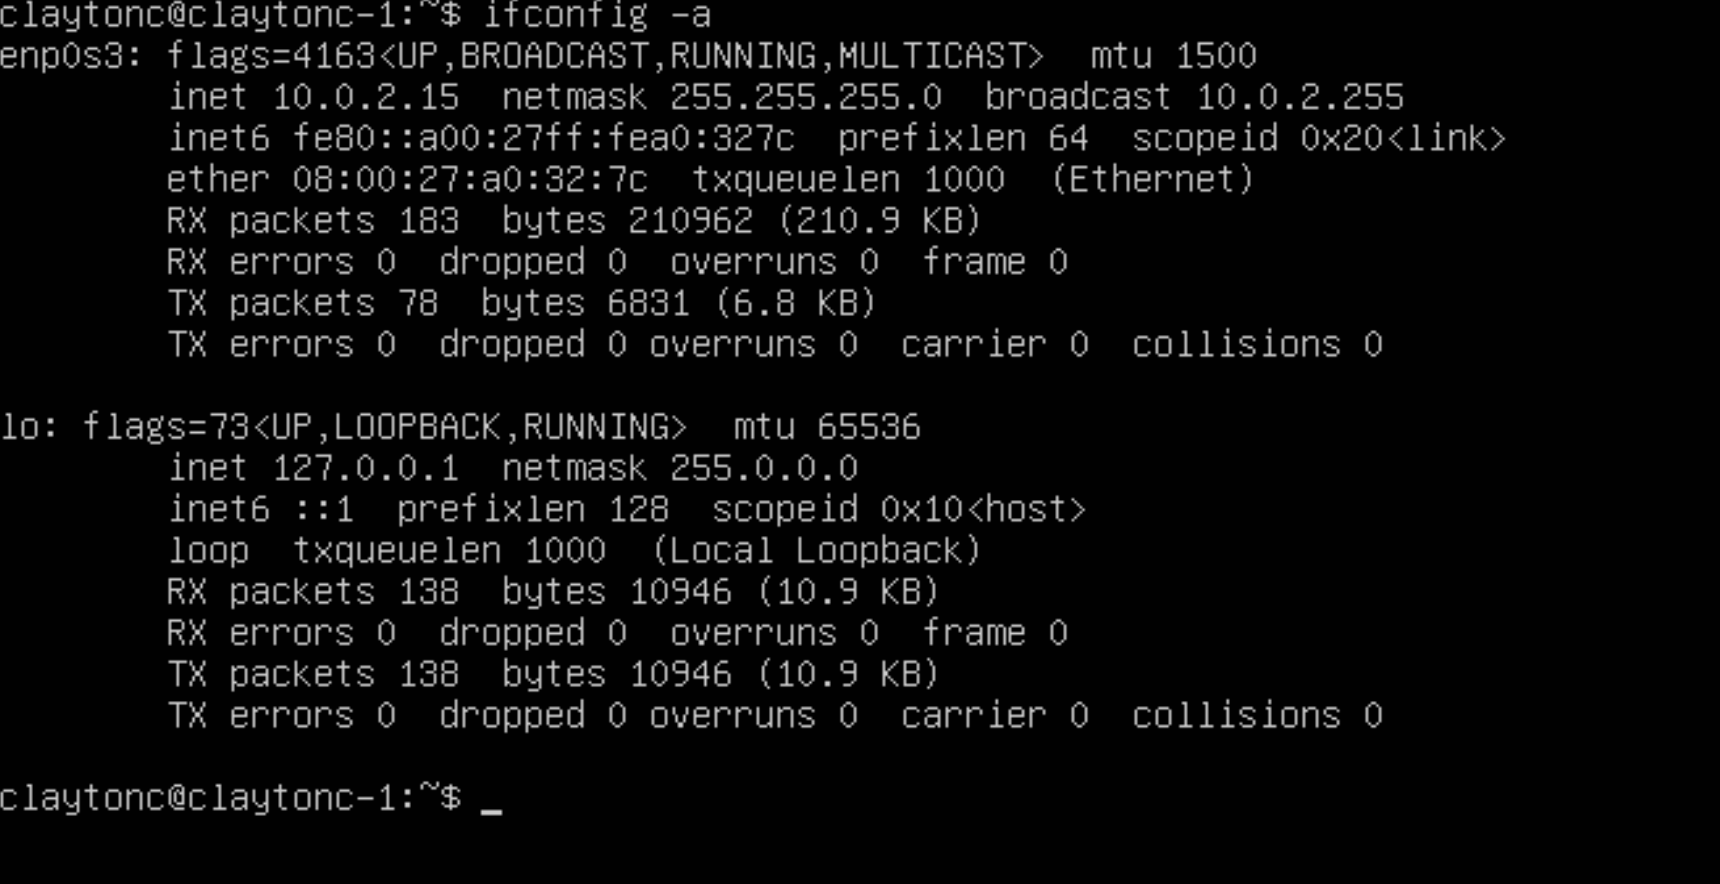 claytonc@claytonc-1:~$ ifconfig -a
enp0s3: flags=4163<UP,BROADCAST,RUNNING,MULTICAST>  mtu 1500
        inet 10.0.2.15  netmask 255.255.255.0  broadcast 10.0.2.255
        inet6 fe80::a00:27ff:fea0:327c  prefixlen 64  scopeid 0x20<link>
        ether 08:00:27:a0:32:7c  txqueuelen 1000  (Ethernet)
        RX packets 183  bytes 210962 (210.9 KB)
        RX errors 0  dropped 0  overruns 0  frame 0
        TX packets 78  bytes 6831 (6.8 KB)
        TX errors 0  dropped 0 overruns 0  carrier 0  collisions 0

lo: flags=73<UP,LOOPBACK,RUNNING>  mtu 65536
        inet 127.0.0.1  netmask 255.0.0.0
        inet6 ::1  prefixlen 128  scopeid 0x10<host>
        loop  txqueuelen 1000  (Local Loopback)
        RX packets 138  bytes 10946 (10.9 KB)
        RX errors 0  dropped 0  overruns 0  frame 0
        TX packets 138  bytes 10946 (10.9 KB)
        TX errors 0  dropped 0 overruns 0  carrier 0  collisions 0

claytonc@claytonc-1:~$ _